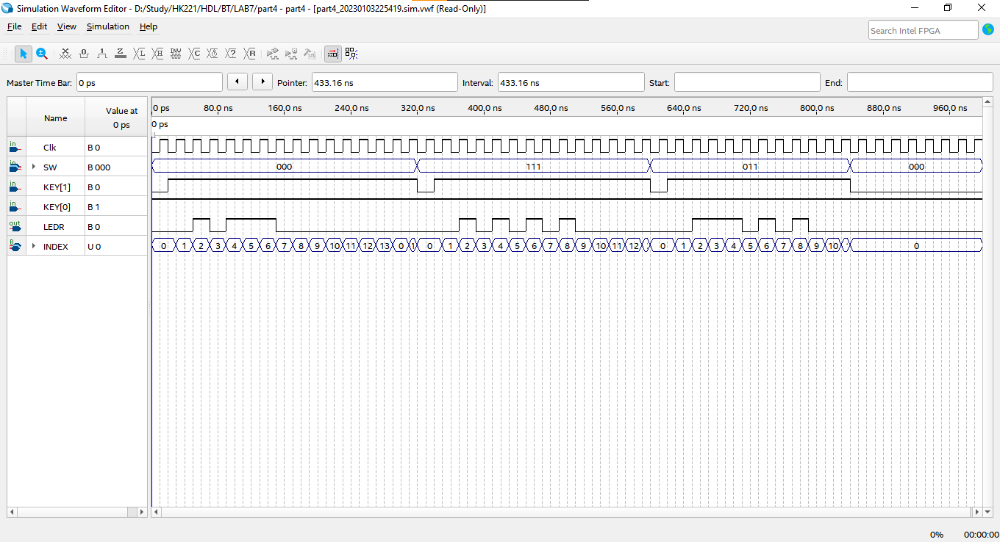 Simulation Waveform Editor - D:/Study/HK221/HDL/BT/LAB7/part4 - part4 - [part4_20230103225419.sim.vwf (Read-Only)]
File Edit View Simulation Help
Search Intel FPGA
Master Time Bar: 0 ps Pointer: 433.16 ns Interval: 433.16 ns Start: End:
Name Value at 0 ps
0 ps 80.0 ns 160.0 ns 240.0 ns 320.0 ns 400.0 ns 480.0 ns 560.0 ns 640.0 ns 720.0 ns 800.0 ns 880.0 ns 960.0 ns
0 ps
in Clk B 0
in SW B 000 000 111 011 000
in KEY[1] B 0
in KEY[0] B 1
out LEDR B 0
B INDEX U 0 0 1 2 3 4 5 6 7 8 9 10 11 12 13 0 1 0 1 2 3 4 5 6 7 8 9 10 11 12 0 1 2 3 4 5 6 7 8 9 10 0
0% 00:00:00